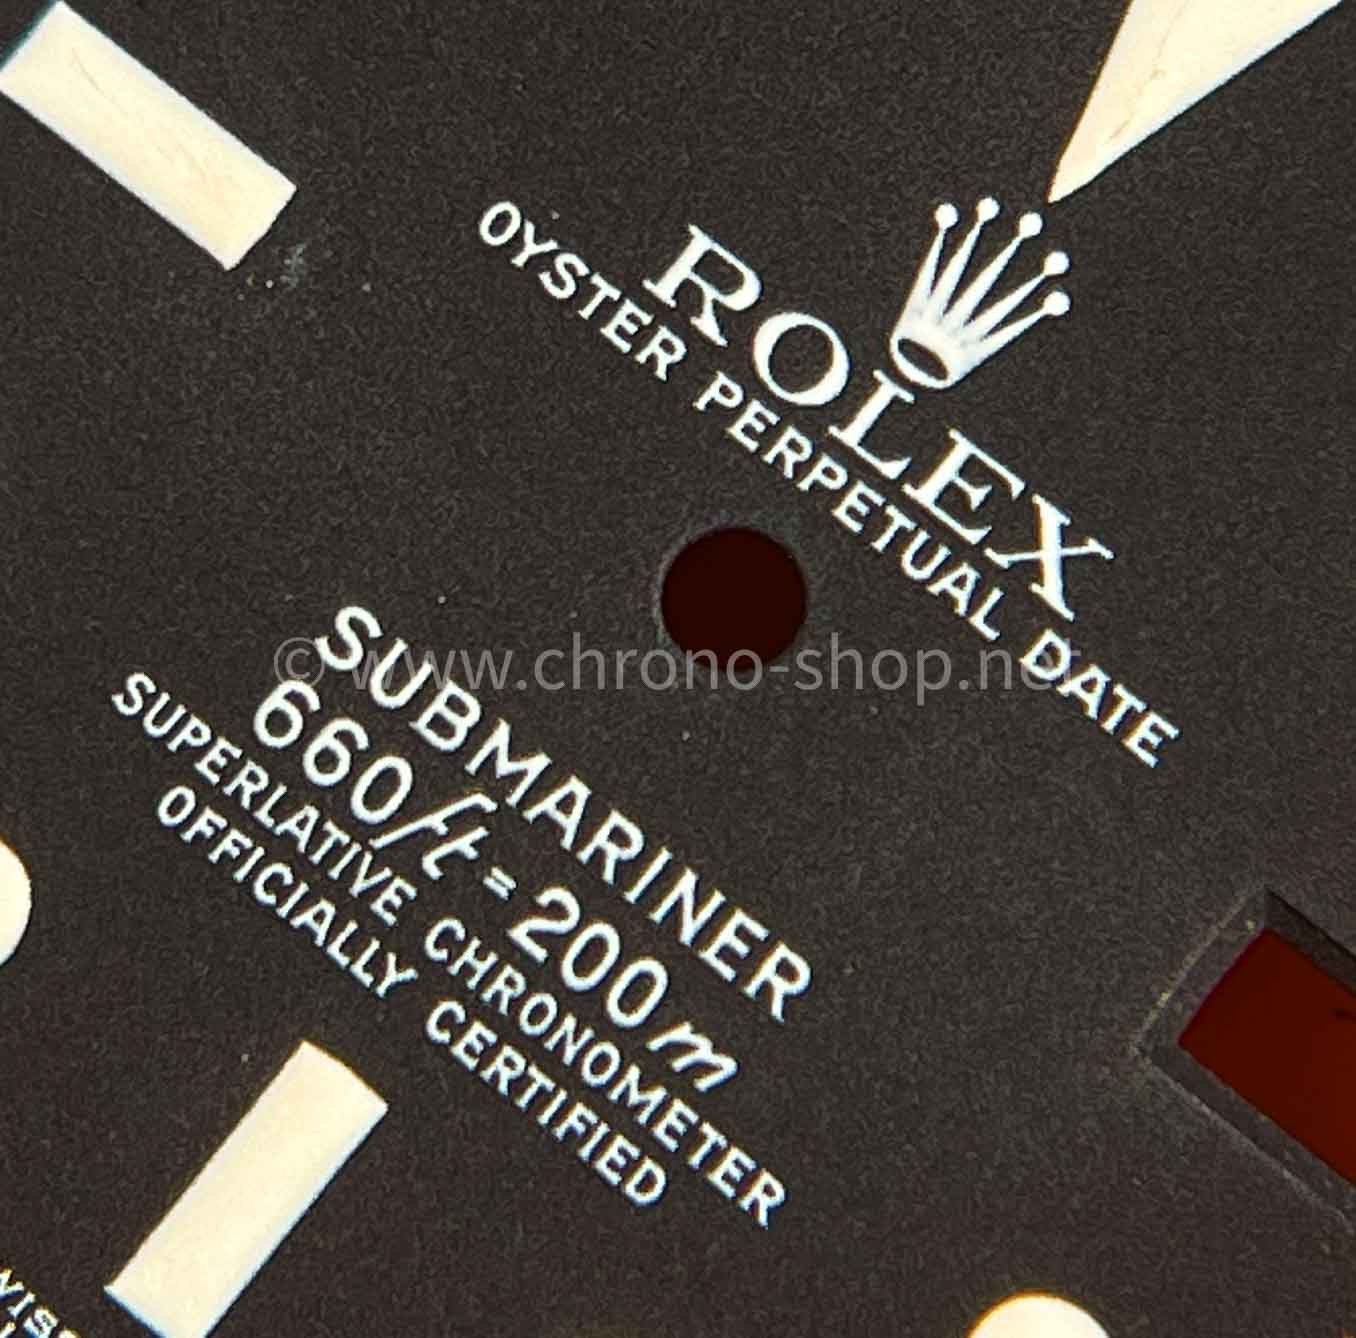 ROLEX
OYSTER PERPETUAL DATE
© www.chrono-shop.net
SUBMARINER
660ft = 200m
SUPERLATIVE CHRONOMETER
OFFICIALLY CERTIFIED